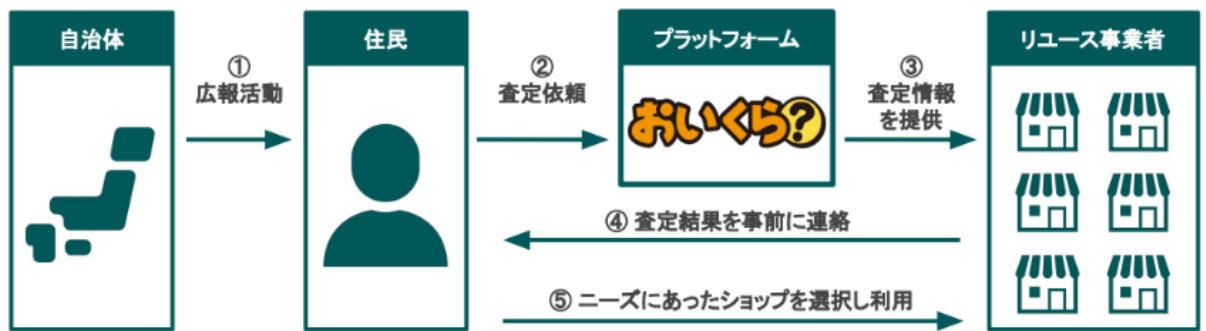 自治体
住民
プラットフォーム
リユース事業者
①
広報活動
②
査定依頼
おいくら?
③
査定情報
を提供
④ 査定結果を事前に連絡
⑤ ニーズにあったショップを選択し利用